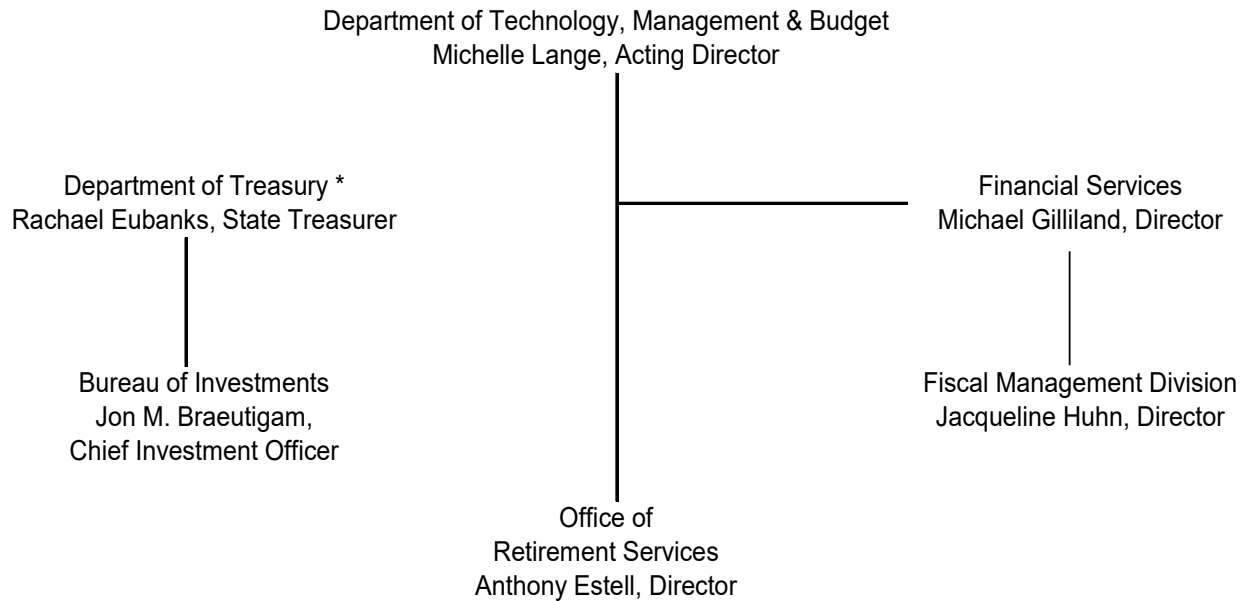 Department of Technology, Management & Budget
Michelle Lange, Acting Director
Department of Treasury *
Rachael Eubanks, State Treasurer
Financial Services
Michael Gilliland, Director
Bureau of Investments
Jon M. Braeutigam,
Chief Investment Officer
Fiscal Management Division
Jacqueline Huhn, Director
Office of
Retirement Services
Anthony Estell, Director